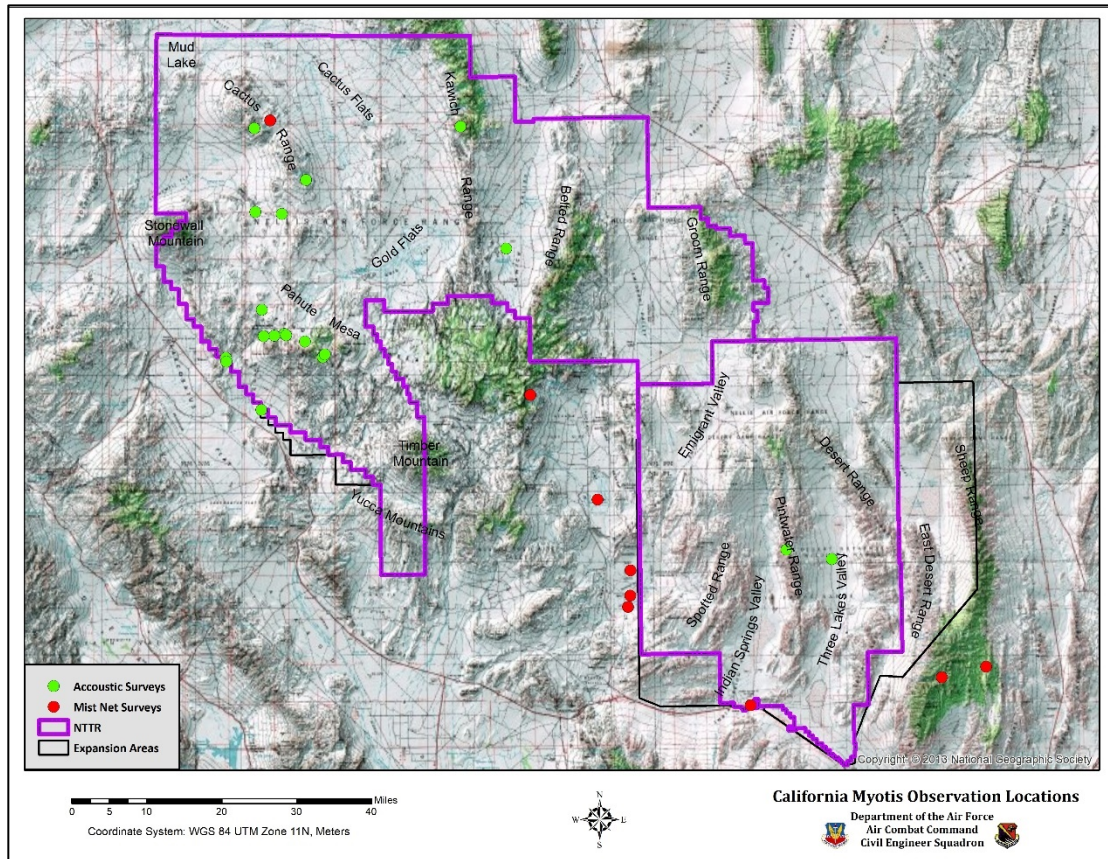 Mud
Lake
Cactus Flats
Kawich
Cactus
Range
Range
Belted Range
Stonewall
Mountain
NELLIS AIR FORCE RANGE
Gold Flats
Groom Range
Pahute
Mesa
Emigrant Valley
Timber
Mountain
Desert Range
Sheep Range
Yucca Mountains
Pintwater Range
East Desert Range
Spotted Range
Three Lakes Valley
Indian Springs Valley
Accoustic Surveys
Mist Net Surveys
NTTR
Expansion Areas
Copyright: © 2013 National Geographic Society
Miles
0 5 10 20 30 40
Coordinate System: WGS 84 UTM Zone 11N, Meters
N
W E
S
California Myotis Observation Locations
Department of the Air Force
Air Combat Command
Civil Engineer Squadron